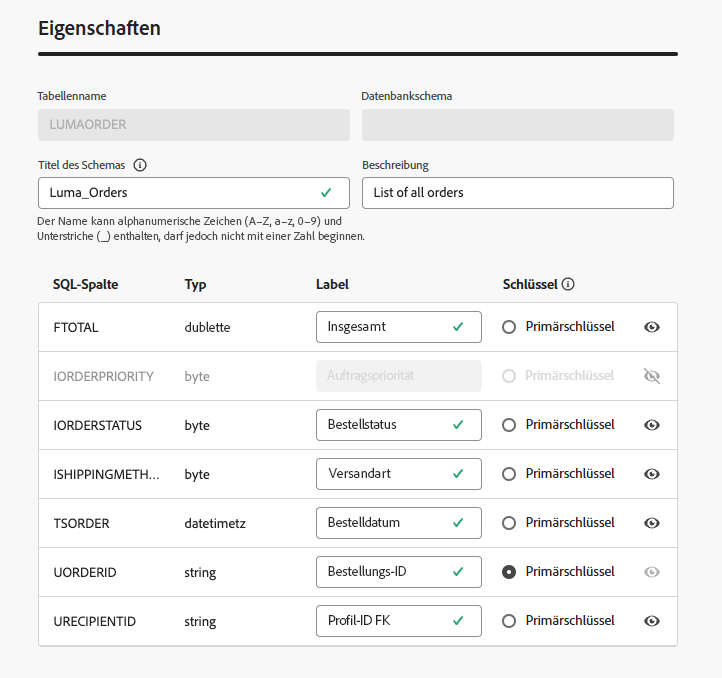 Eigenschaften
Tabellenname Datenbankschema
LUMAORDER
Titel des Schemas Beschreibung
Luma_Orders List of all orders
Der Name kann alphanumerische Zeichen (A–Z, a–z, 0–9) und
Unterstriche (_) enthalten, darf jedoch nicht mit einer Zahl beginnen.
SQL-Spalte Typ Label Schlüssel
FTOTAL dublette Insgesamt Primärschlüssel
IORDERPRIORITY byte Auftragspriorität Primärschlüssel
IORDERSTATUS byte Bestellstatus Primärschlüssel
ISHIPPINGMETH... byte Versandart Primärschlüssel
TSORDER datetimetz Bestelldatum Primärschlüssel
UORDERID string Bestellungs-ID Primärschlüssel
URECIPIENTID string Profil-ID FK Primärschlüssel